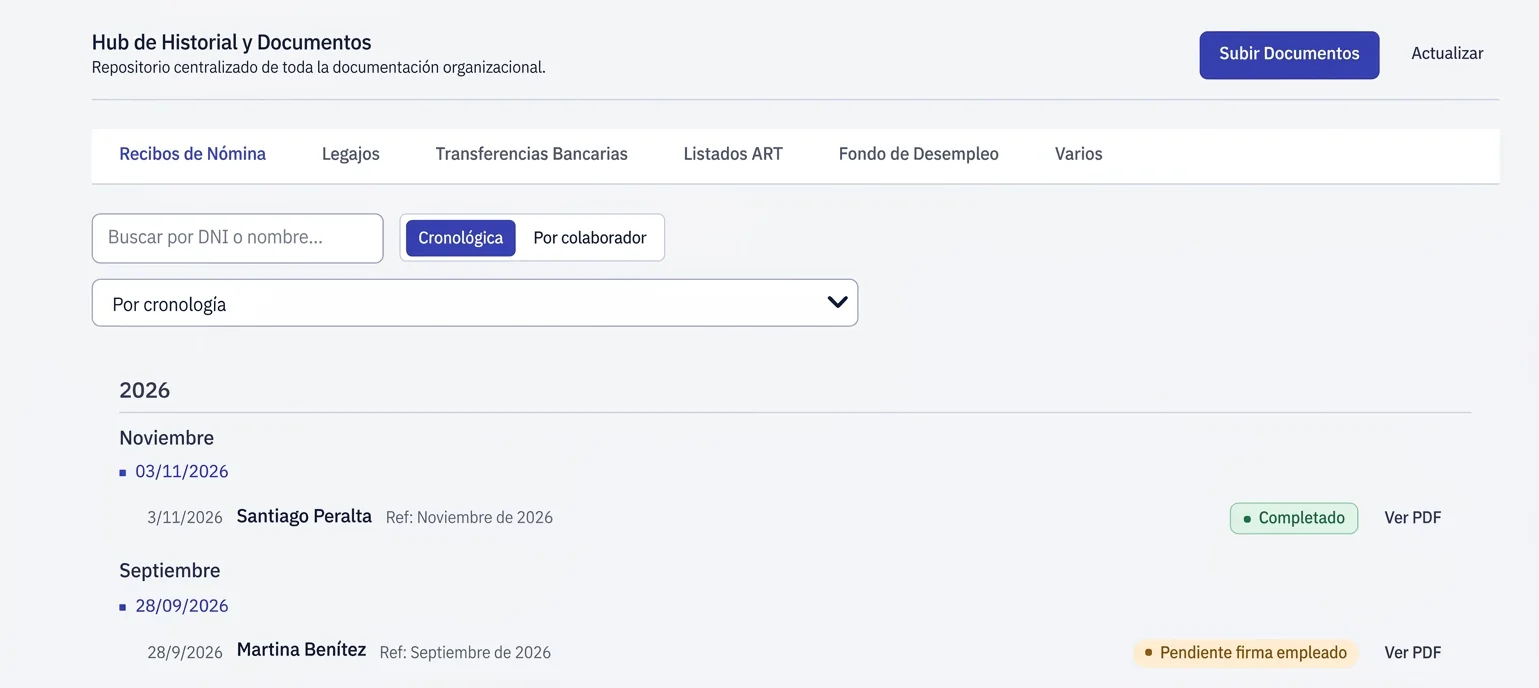 Hub de Historial y Documentos
Repositorio centralizado de toda la documentación organizacional.
Subir Documentos Actualizar
Recibos de Nómina Legajos Transferencias Bancarias Listados ART Fondo de Desempleo Varios
Buscar por DNI o nombre... Cronológica Por colaborador
Por cronología
2026
Noviembre
03/11/2026
3/11/2026 Santiago Peralta Ref: Noviembre de 2026 Completado Ver PDF
Septiembre
28/09/2026
28/9/2026 Martina Benítez Ref: Septiembre de 2026 Pendiente firma empleado Ver PDF